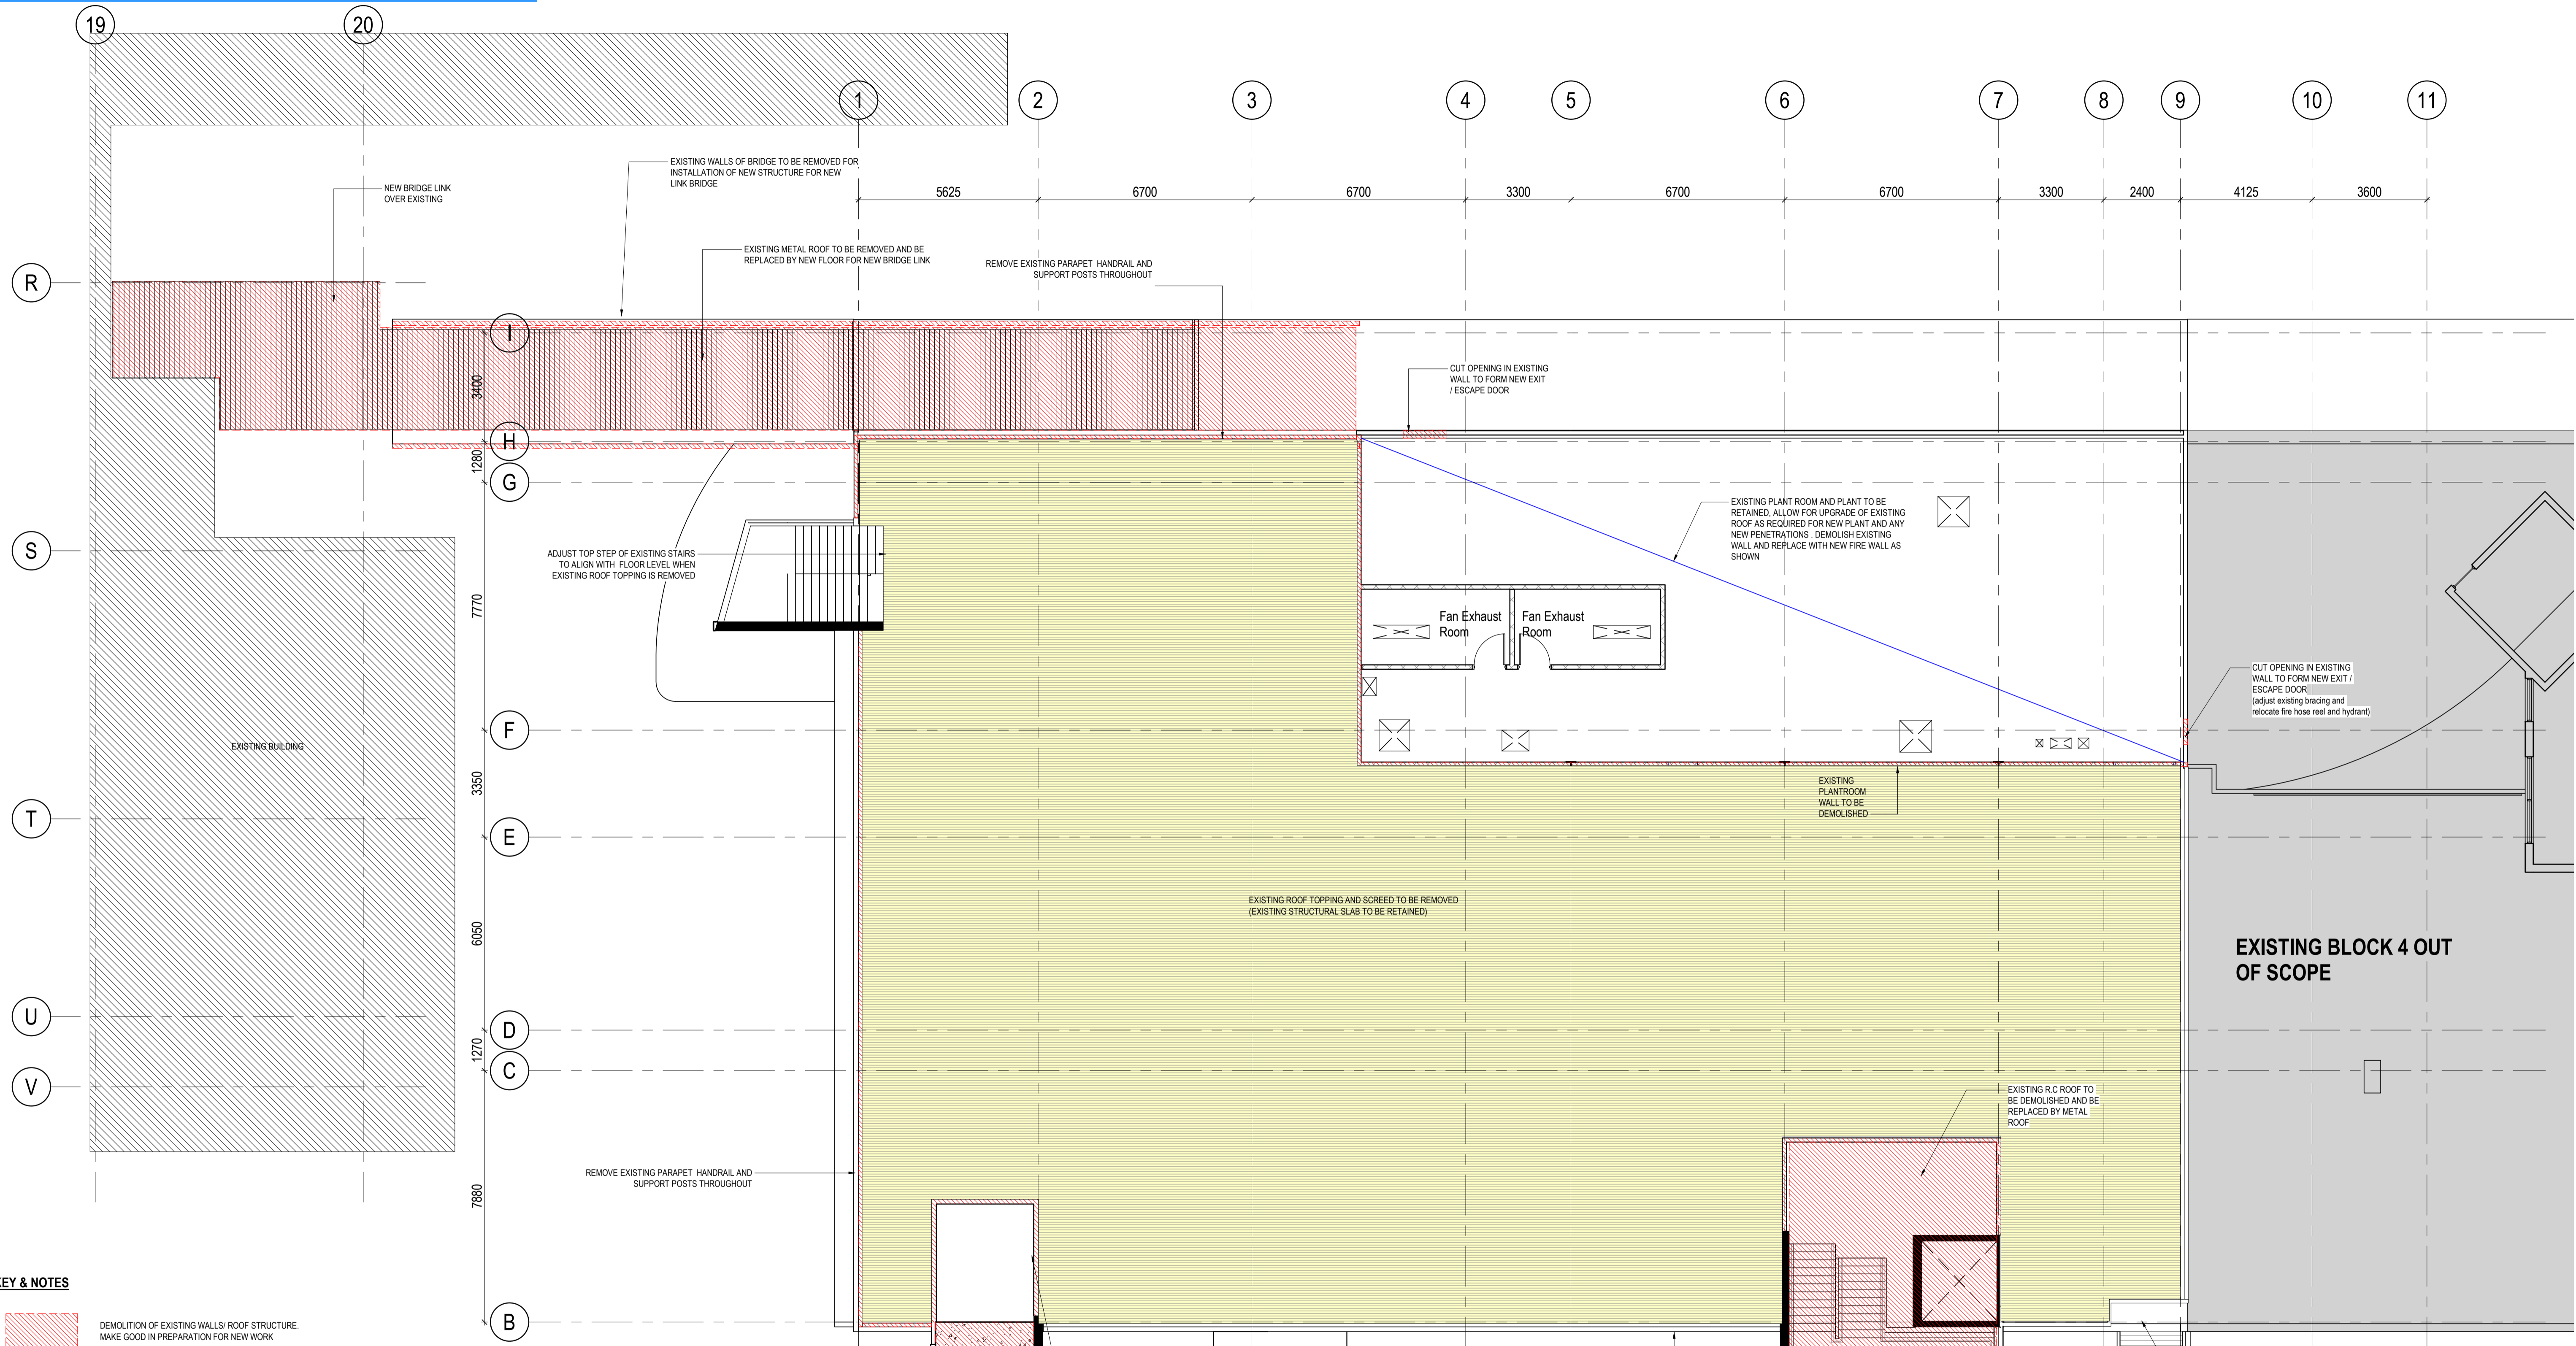 19
20
1
2
3
4
5
6
7
8
9
10
11
EXISTING WALLS OF BRIDGE TO BE REMOVED FOR
INSTALLATION OF NEW STRUCTURE FOR NEW
LINK BRIDGE
NEW BRIDGE LINK
OVER EXISTING
5625
6700
6700
3300
6700
6700
3300
2400
4125
3600
EXISTING METAL ROOF TO BE REMOVED AND BE
REPLACED BY NEW FLOOR FOR NEW BRIDGE LINK
REMOVE EXISTING PARAPET HANDRAIL AND
SUPPORT POSTS THROUGHOUT
R
I
3400
CUT OPENING IN EXISTING
WALL TO FORM NEW EXIT
/ ESCAPE DOOR
H
1280
G
EXISTING PLANT ROOM AND PLANT TO BE
RETAINED, ALLOW FOR UPGRADE OF EXISTING
ROOF AS REQUIRED FOR NEW PLANT AND ANY
NEW PENETRATIONS . DEMOLISH EXISTING
WALL AND REPLACE WITH NEW FIRE WALL AS
SHOWN
S
ADJUST TOP STEP OF EXISTING STAIRS
TO ALIGN WITH FLOOR LEVEL WHEN
EXISTING ROOF TOPPING IS REMOVED
7770
Fan Exhaust
Room
Fan Exhaust
Room
CUT OPENING IN EXISTING
WALL TO FORM NEW EXIT /
ESCAPE DOOR
(adjust existing bracing and
relocate fire hose reel and hydrant)
F
EXISTING BUILDING
3350
EXISTING
PLANTROOM
WALL TO BE
DEMOLISHED
T
E
EXISTING ROOF TOPPING AND SCREED TO BE REMOVED
(EXISTING STRUCTURAL SLAB TO BE RETAINED)
6050
EXISTING BLOCK 4 OUT
OF SCOPE
U
D
1270
C
V
EXISTING R.C ROOF TO
BE DEMOLISHED AND BE
REPLACED BY METAL
ROOF
REMOVE EXISTING PARAPET HANDRAIL AND
SUPPORT POSTS THROUGHOUT
7880
KEY & NOTES
B
DEMOLITION OF EXISTING WALLS/ ROOF STRUCTURE.
MAKE GOOD IN PREPARATION FOR NEW WORK